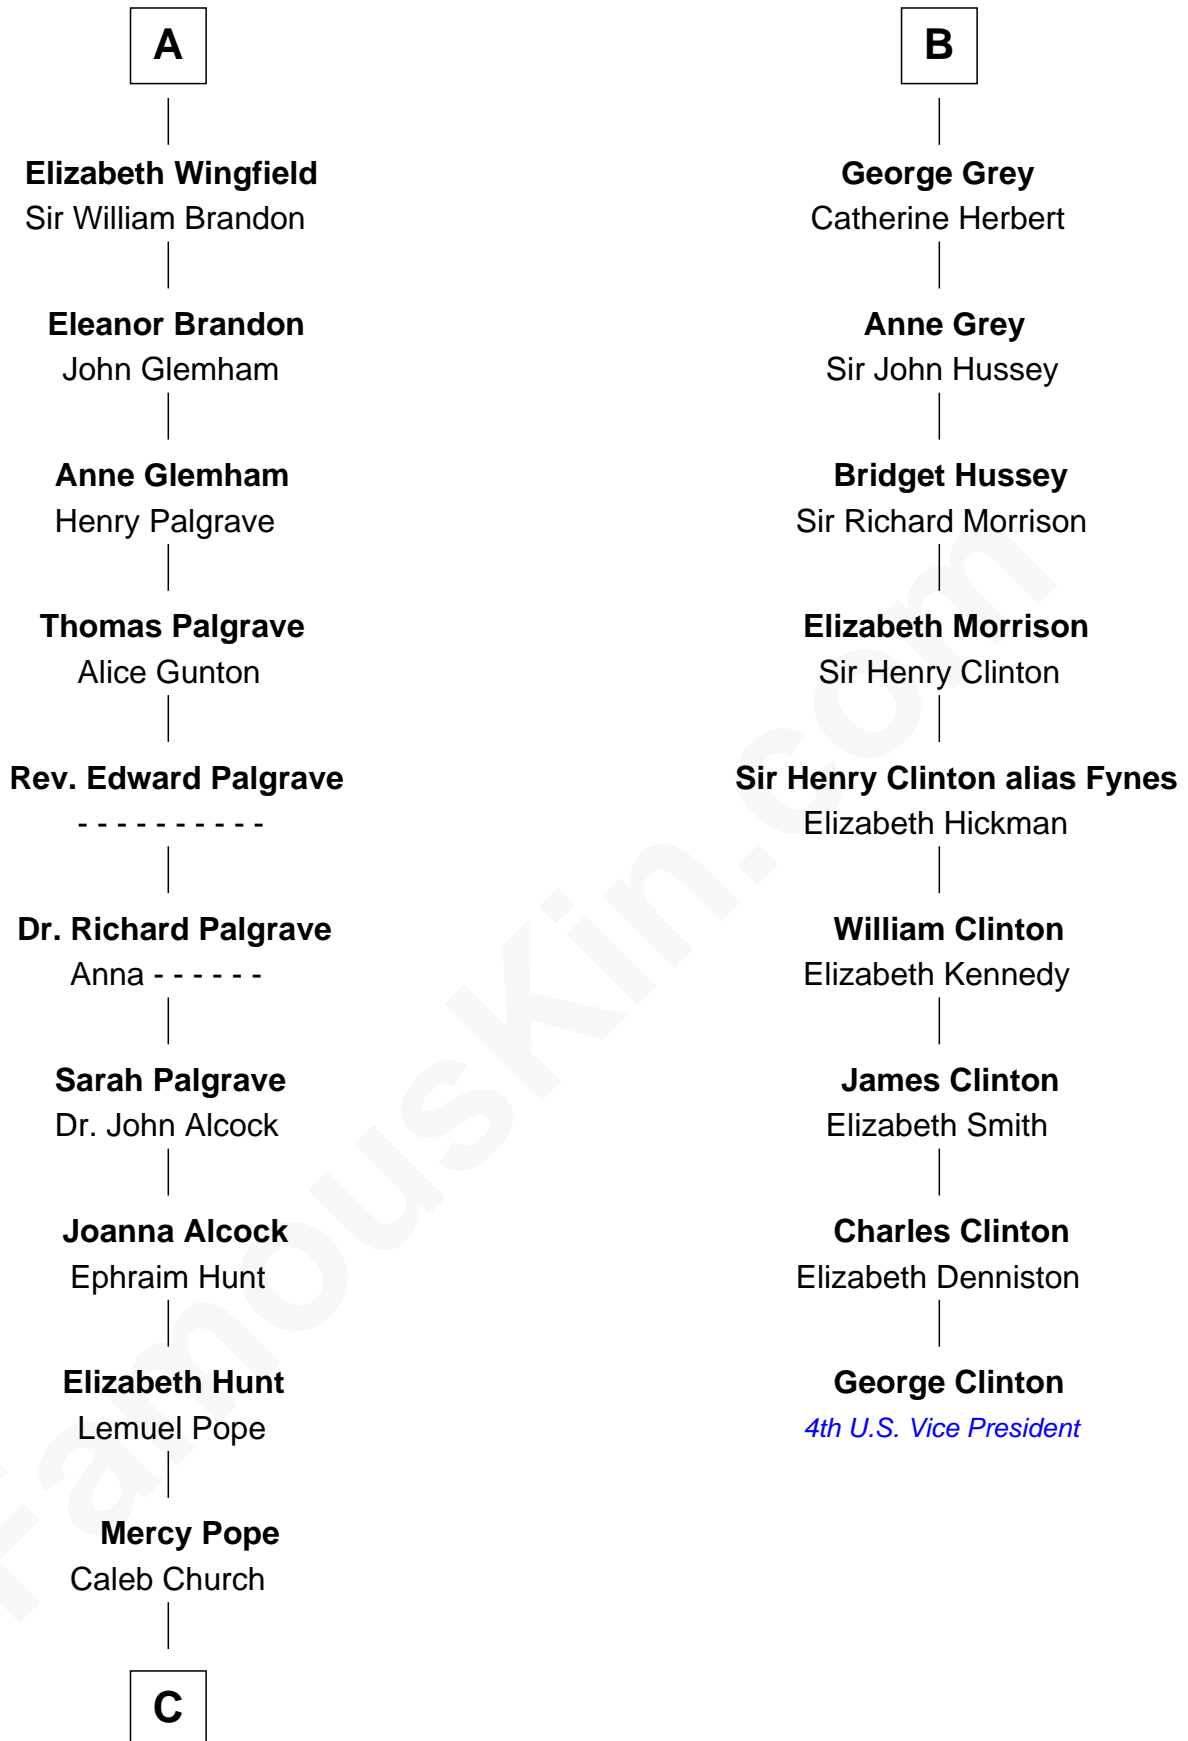 A
Elizabeth Wingfield
Sir William Brandon
Eleanor Brandon
John Glemham
Anne Glemham
Henry Palgrave
Thomas Palgrave
Alice Gunton
Rev. Edward Palgrave
- - - - - - - - - -
Dr. Richard Palgrave
Anna - - - - - -
Sarah Palgrave
Dr. John Alcock
Joanna Alcock
Ephraim Hunt
Elizabeth Hunt
Lemuel Pope
Mercy Pope
Caleb Church
C
B
George Grey
Catherine Herbert
Anne Grey
Sir John Hussey
Bridget Hussey
Sir Richard Morrison
Elizabeth Morrison
Sir Henry Clinton
Sir Henry Clinton alias Fynes
Elizabeth Hickman
William Clinton
Elizabeth Kennedy
James Clinton
Elizabeth Smith
Charles Clinton
Elizabeth Denniston
George Clinton
4th U.S. Vice President
FamousKin.com